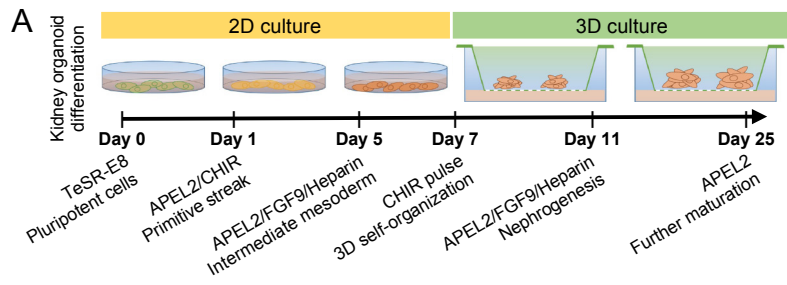 A
2D culture
3D culture
Kidney organoid
differentiation
Day 0
Day 1
Day 5
Day 7
Day 11
Day 25
TeSR-E8
Pluripotent cells
APEL2/CHIR
Primitive streak
APEL2/FGF9/Heparin
Intermediate mesoderm
CHIR pulse
3D self-organization
APEL2/FGF9/Heparin
Nephrogenesis
APEL2
Further maturation